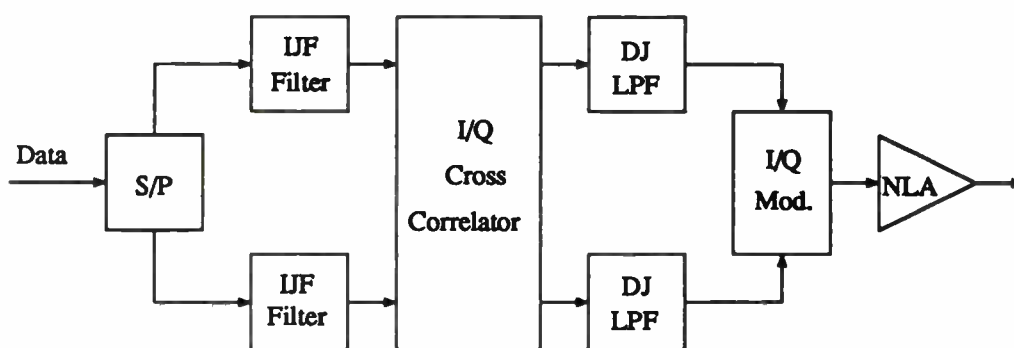 Data
S/P
IJF
Filter
IJF
Filter
I/Q
Cross
Correlator
DJ
LPF
DJ
LPF
I/Q
Mod.
NLA